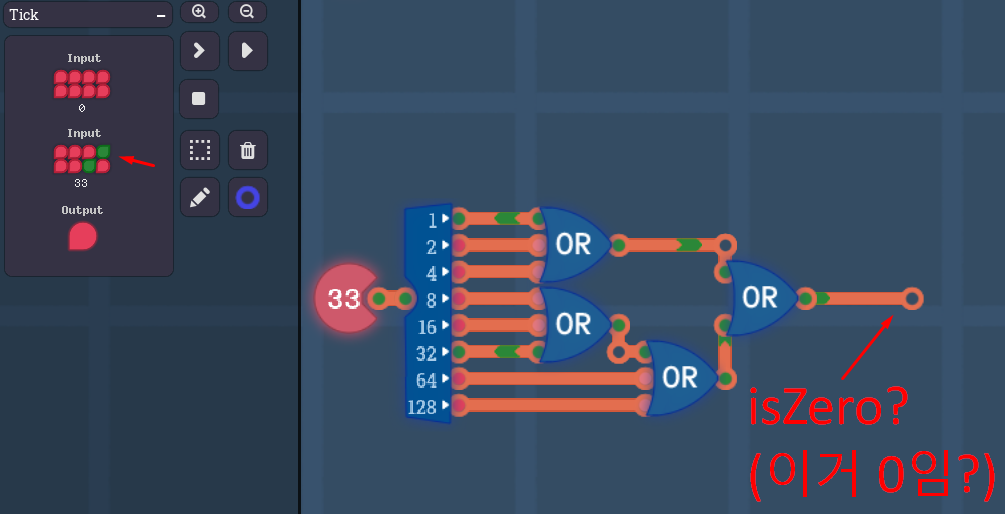 Tick
Input
0
Input
33
Output
33
1
2
4
8
16
32
64
128
OR
OR
OR
OR
isZero?
(이거 0임?)